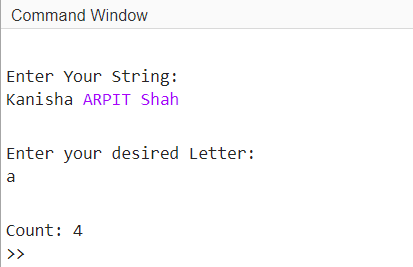 Command Window
Enter Your String:
Kanisha ARPIT Shah
Enter your desired Letter:
a
Count: 4
>>